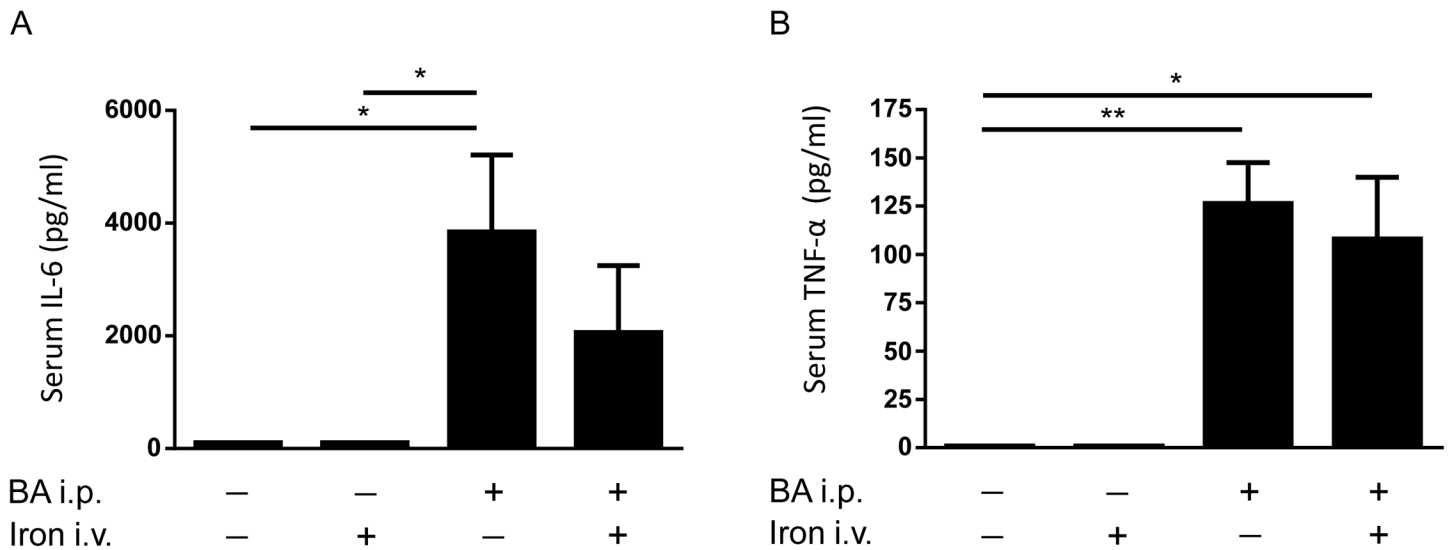 A
B
*
*
*
**
Serum IL-6 (pg/ml)
6000
4000
2000
0
Serum TNF-α (pg/ml)
175
150
125
100
75
50
25
0
BA i.p. – – + +
Iron i.v. – + – +
BA i.p. – – + +
Iron i.v. – + – +